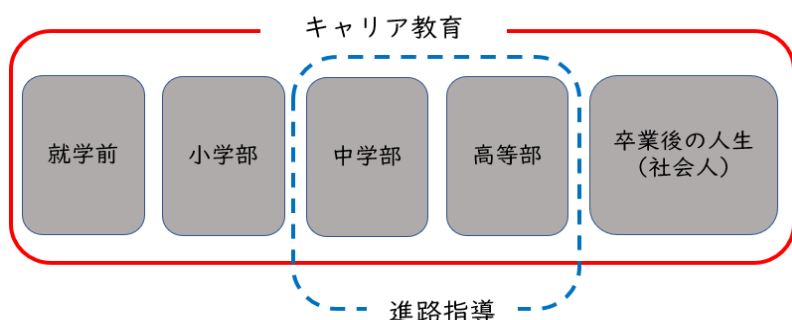 キャリア教育
就学前
小学部
中学部
高等部
卒業後の人生
（社会人）
進路指導